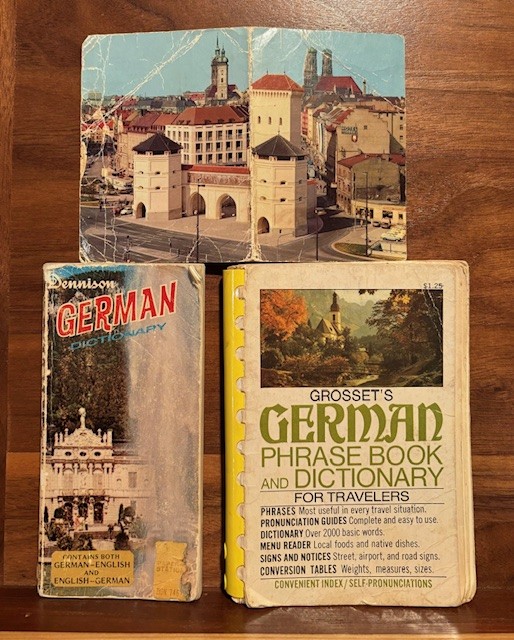 Dennison
GERMAN
DICTIONARY
CONTAINS BOTH
GERMAN-ENGLISH
AND
ENGLISH-GERMAN
$1.25
GROSSET'S
GERMAN
PHRASE BOOK
AND DICTIONARY
FOR TRAVELERS
PHRASES Most useful in every travel situation.
PRONUNCIATION GUIDES Complete and easy to use.
DICTIONARY Over 2000 basic words.
MENU READER Local foods and native dishes.
SIGNS AND NOTICES Street, airport, and road signs.
CONVERSION TABLES Weights, measures, sizes.
CONVENIENT INDEX/SELF-PRONUNCIATIONS